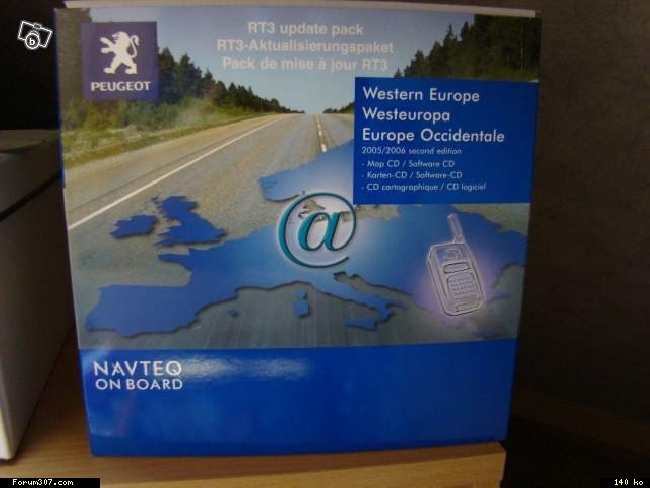 RT3 update pack
RT3-Aktualisierungspaket
Pack de mise à jour RT3
PEUGEOT
Western Europe
Westeuropa
Europe Occidentale
2005/2006 second edition
- Map CD / Software CD
- Karten-CD / Software-CD
- CD cartographique / CD logiciel
@
NAVTEQ
ON BOARD
Forum307.com
140 ko